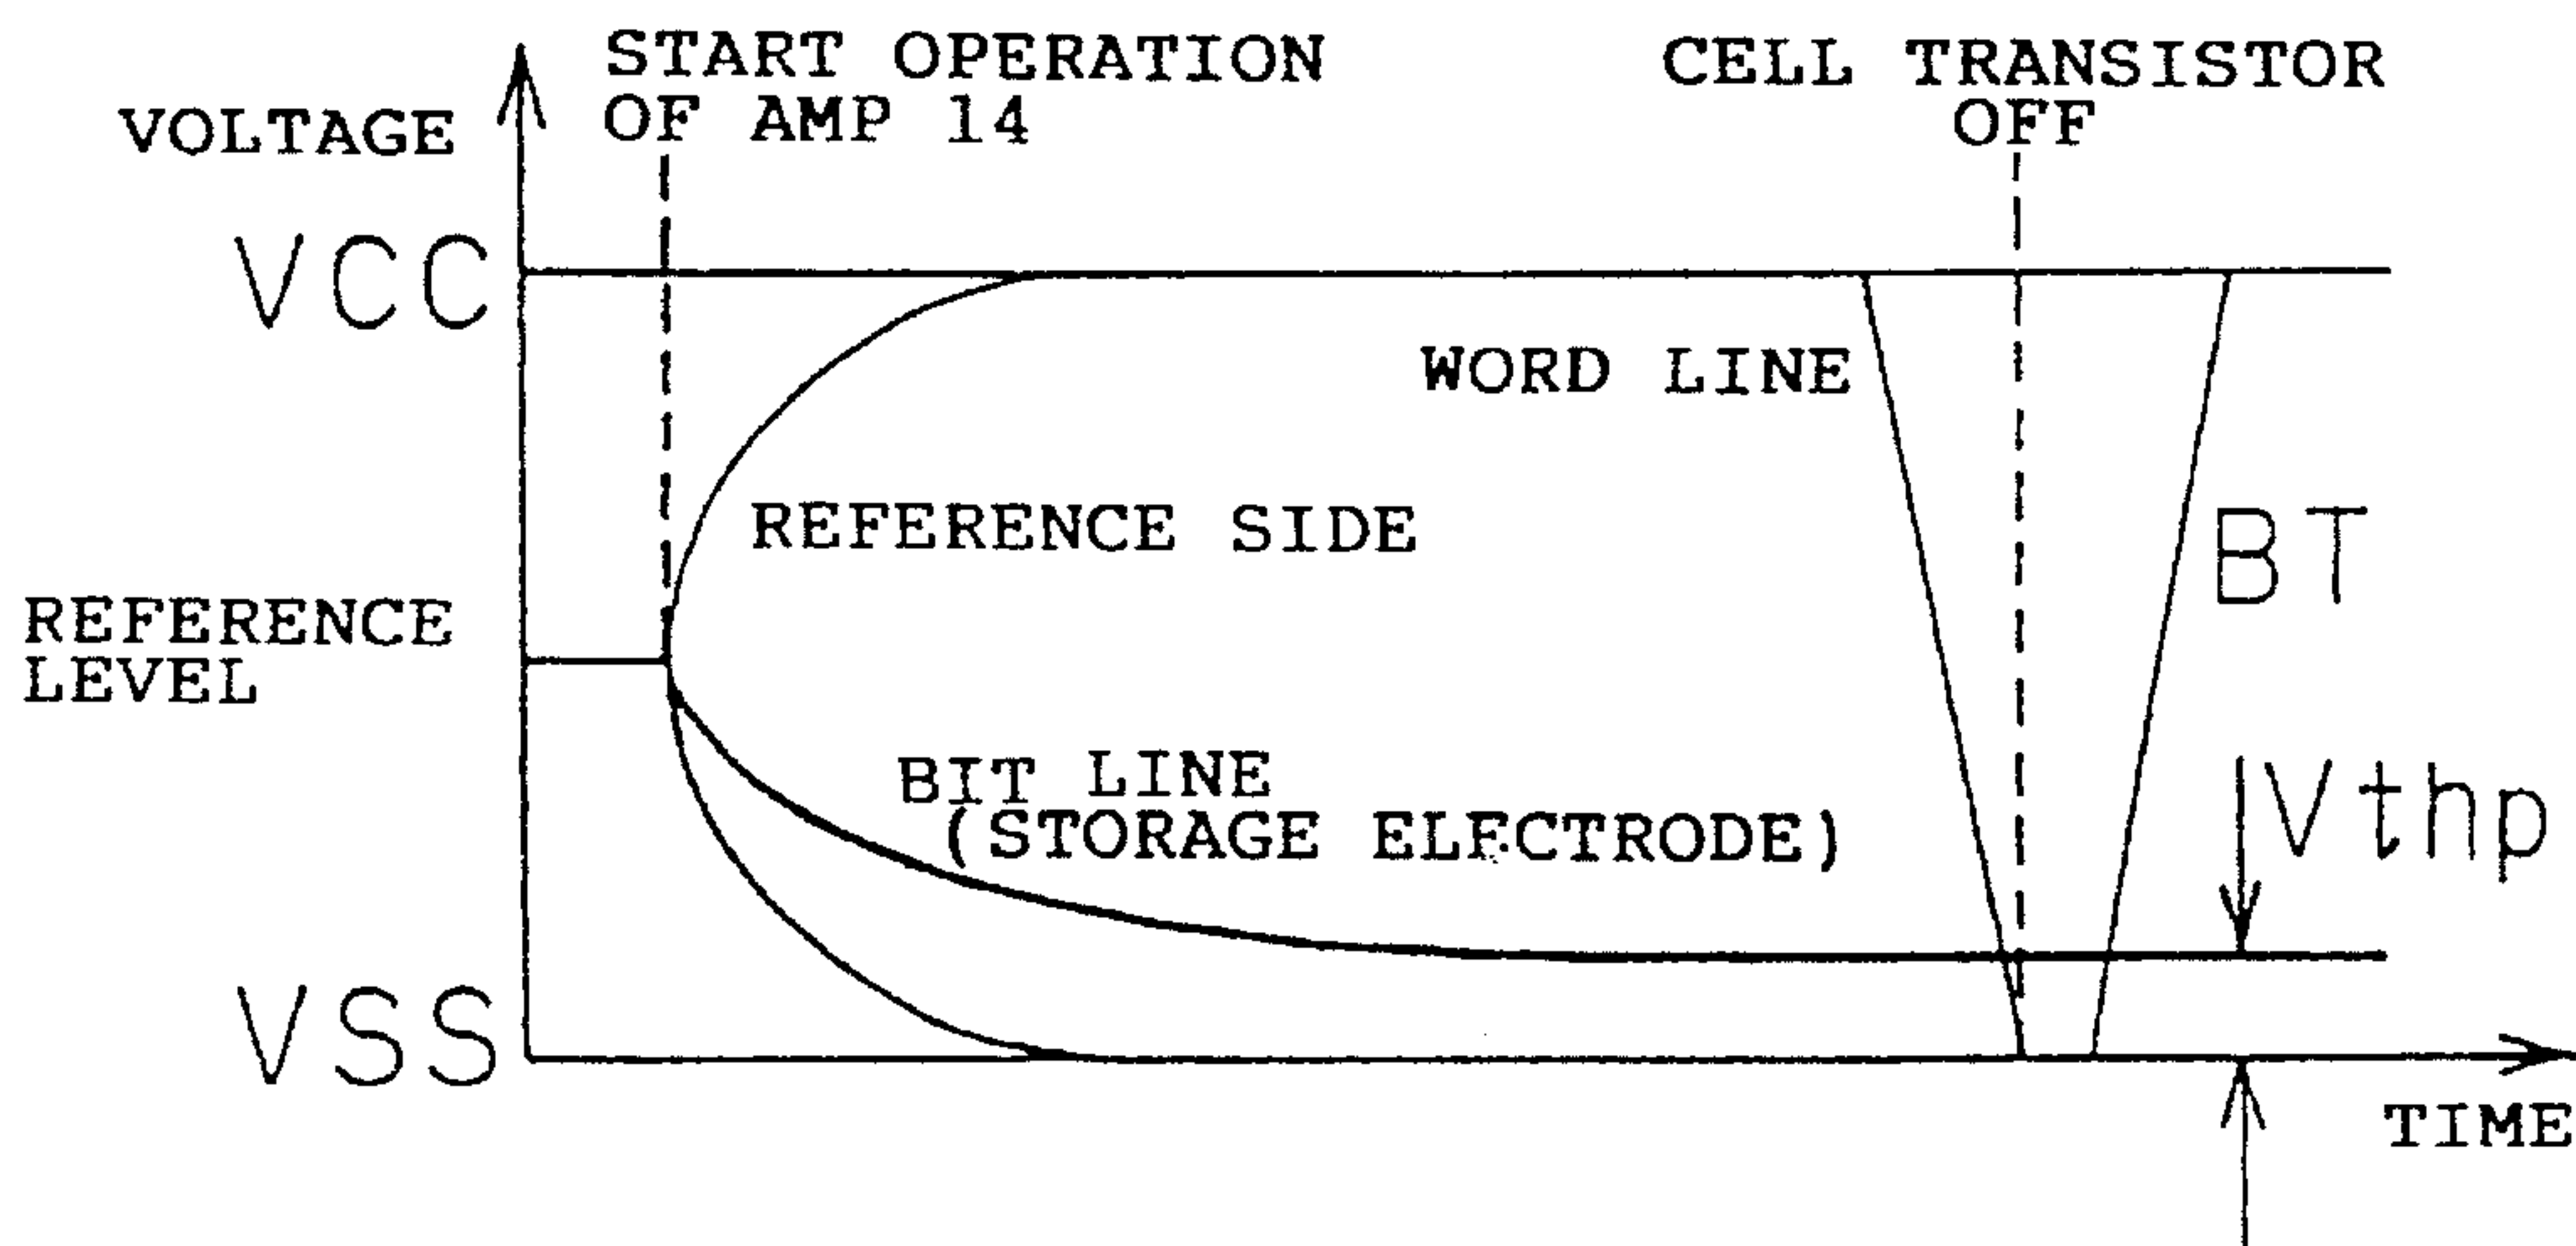 START OPERATION
OF AMP 14
CELL TRANSISTOR
OFF
VOLTAGE
VCC
WORD LINE
REFERENCE SIDE
BT
REFERENCE
LEVEL
BIT LINE
(STORAGE ELECTRODE)
Vthp
VSS
TIME